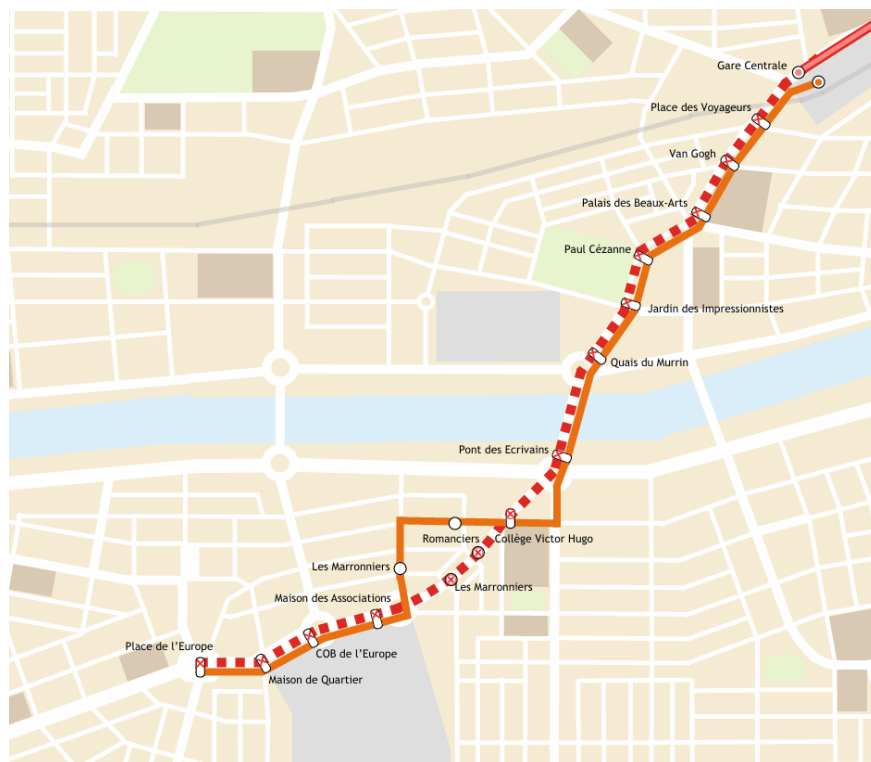 Gare Centrale
Place des Voyageurs
Van Gogh
Palais des Beaux-Arts
Paul Cézanne
Jardin des Impressionnistes
Quais du Murrin
Pont des Ecrivains
Romanciers
Collège Victor Hugo
Les Marronniers
Les Marronniers
Maison des Associations
Place de l’Europe
COB de l’Europe
Maison de Quartier